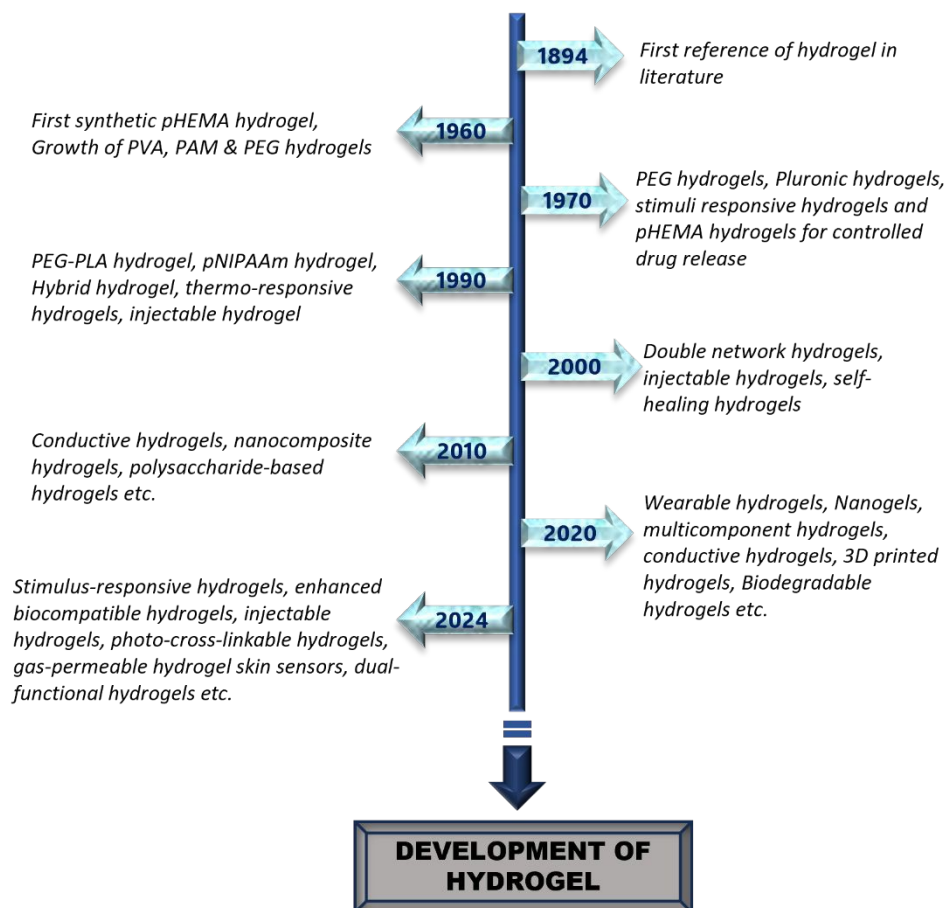 1894
First reference of hydrogel in
literature
First synthetic pHEMA hydrogel,
Growth of PVA, PAM & PEG hydrogels
1960
1970
PEG hydrogels, Pluronic hydrogels,
stimuli responsive hydrogels and
pHEMA hydrogels for controlled
drug release
PEG-PLA hydrogel, pNIPAAm hydrogel,
Hybrid hydrogel, thermo-responsive
hydrogels, injectable hydrogel
1990
2000
Double network hydrogels,
injectable hydrogels, self-
healing hydrogels
Conductive hydrogels, nanocomposite
hydrogels, polysaccharide-based
hydrogels etc.
2010
2020
Wearable hydrogels, Nanogels,
multicomponent hydrogels,
conductive hydrogels, 3D printed
hydrogels, Biodegradable
hydrogels etc.
Stimulus-responsive hydrogels, enhanced
biocompatible hydrogels, injectable
hydrogels, photo-cross-linkable hydrogels,
gas-permeable hydrogel skin sensors, dual-
functional hydrogels etc.
2024
DEVELOPMENT OF
HYDROGEL